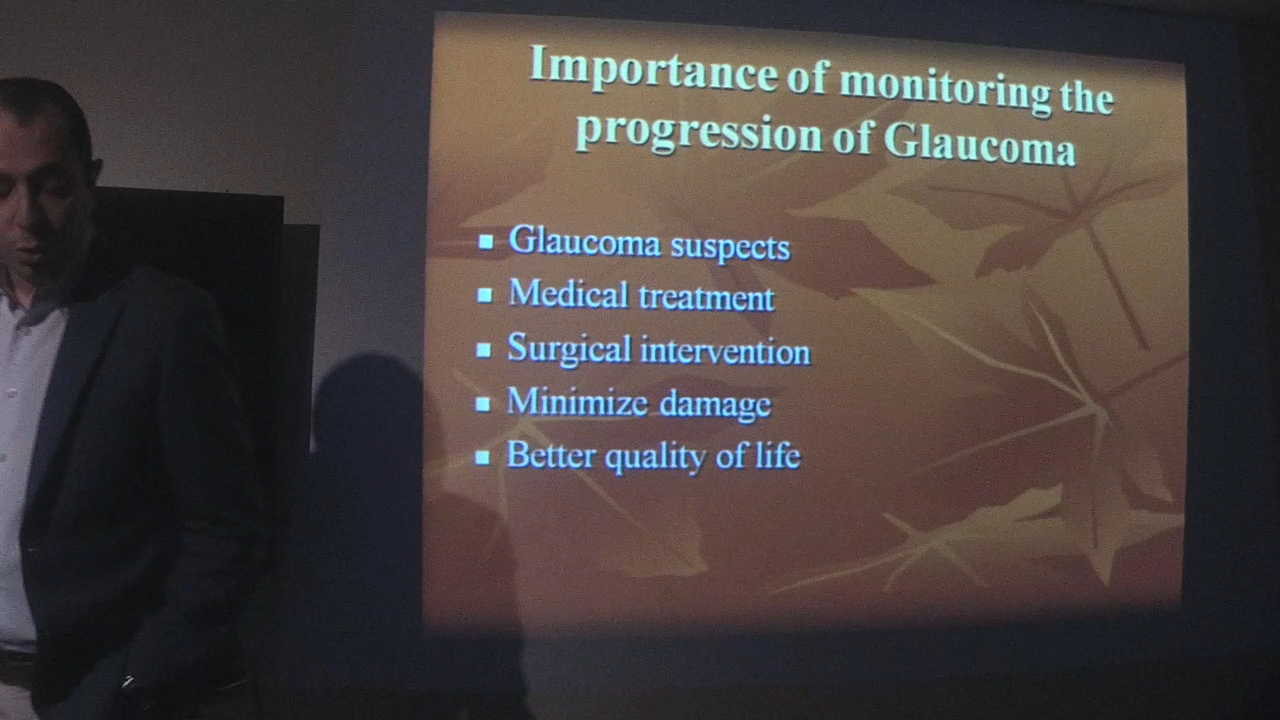 Importance of monitoring the
progression of Glaucoma
▪ Glaucoma suspects
▪ Medical treatment
▪ Surgical intervention
▪ Minimize damage
▪ Better quality of life